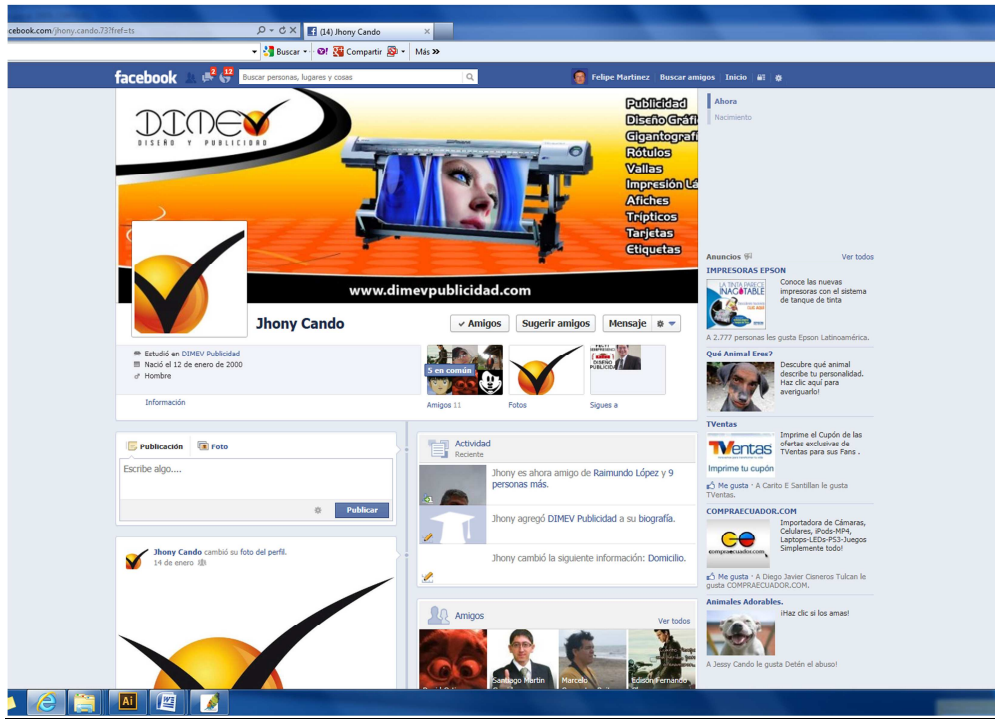 cebook.com/jhony.cando.73?fref=ts
(14) Jhony Cando
Buscar
Compartir
Más »
facebook
2
12
Buscar personas, lugares y cosas
Felipe Martinez
Buscar amigos
Inicio
DIMEV
DISEÑO Y PUBLICIDAD
Publicidad
Diseño Gráfi
Gigantografí
Rótulos
Vallas
Impresión Lá
Afiches
Trípticos
Tarjetas
Etiquetas
www.dimevpublicidad.com
Jhony Cando
✓ Amigos
Sugerir amigos
Mensaje
Estudió en DIMEV Publicidad
Nació el 12 de enero de 2000
Hombre
Información
5 en común
Amigos 11
Fotos
DISEÑO
PUBLICIDA
Sigues a
Publicación
Foto
Escribe algo....
Publicar
Jhony Cando cambió su foto del perfil.
14 de enero
Actividad
Reciente
Jhony es ahora amigo de Raimundo López y 9
personas más.
Jhony agregó DIMEV Publicidad a su biografía.
Jhony cambió la siguiente información: Domicilio.
Amigos
Ver todos
Santiago Martin
Marcelo
Edison Fernando
Ahora
Nacimiento
Anuncios
Ver todos
IMPRESORAS EPSON
LA TINTA PARECE
INAGOTABLE
Conoce las nuevas
impresoras con el sistema
de tanque de tinta
A 2.777 personas les gusta Epson Latinoamérica.
Qué Animal Eres?
Descubre qué animal
describe tu personalidad.
Haz clic aquí para
averiguarlo!
TVentas
TVentas
Imprime tu cupón
Imprime el Cupón de las
ofertas exclusivas de
TVentas para sus Fans .
Me gusta · A Carito E Santillan le gusta
TVentas.
COMPRAECUADOR.COM
compraecuador.com
Importadora de Cámaras,
Celulares, iPods-MP4,
Laptops-LEDs-PS3-Juegos
Simplemente todo!
Me gusta · A Diego Javier Cisneros Tulcan le
gusta COMPRAECUADOR.COM.
Animales Adorables.
¡Haz clic si los amas!
A Jessy Cando le gusta Detén el abuso!
Ai